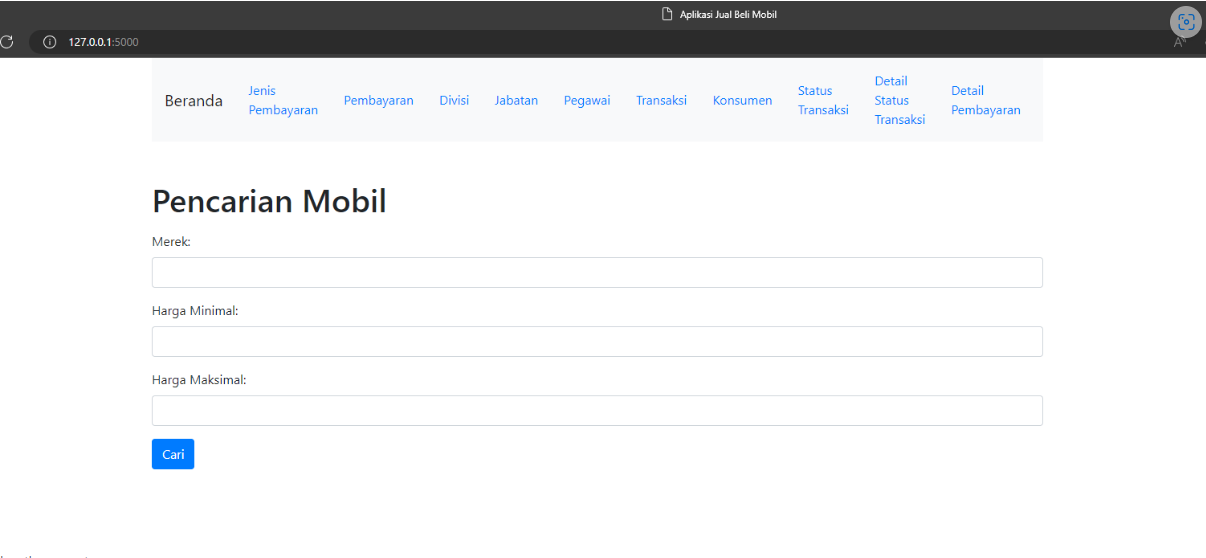 Aplikasi Jual Beli Mobil
127.0.0.1:5000
Beranda
Jenis
Pembayaran
Pembayaran
Divisi
Jabatan
Pegawai
Transaksi
Konsumen
Status
Transaksi
Detail
Status
Transaksi
Detail
Pembayaran
Pencarian Mobil
Merek:
Harga Minimal:
Harga Maksimal:
Cari